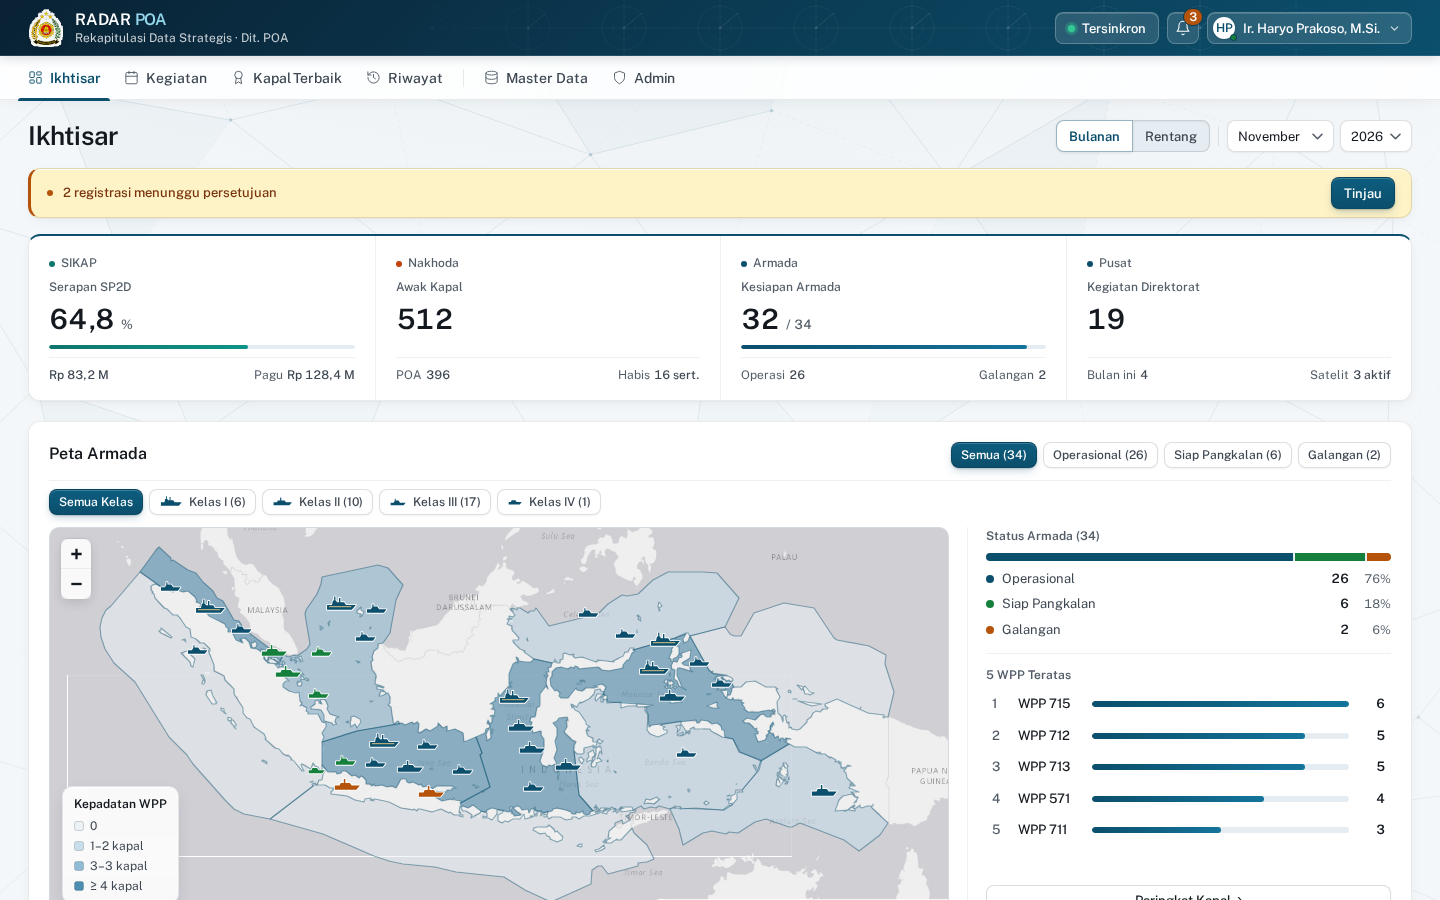 RADAR POA
Rekapitulasi Data Strategis · Dit. POA
Tersinkron
3
HP
Ir. Haryo Prakoso, M.Si.
Ikhtisar
Kegiatan
Kapal Terbaik
Riwayat
Master Data
Admin
Ikhtisar
Bulanan
Rentang
November
2026
2 registrasi menunggu persetujuan
Tinjau
SIKAP
Serapan SP2D
64,8 %
Rp 83,2 M
Pagu Rp 128,4 M
Nakhoda
Awak Kapal
512
POA 396
Habis 16 sert.
Armada
Kesiapan Armada
32 / 34
Operasi 26
Galangan 2
Pusat
Kegiatan Direktorat
19
Bulan ini 4
Satelit 3 aktif
Peta Armada
Semua (34)
Operasional (26)
Siap Pangkalan (6)
Galangan (2)
Semua Kelas
Kelas I (6)
Kelas II (10)
Kelas III (17)
Kelas IV (1)
+
−
Sulu Sea
PALAU
MALAYSIA
BRUNEI
DARUSSALAM
INDONESIA
Banda Sea
PAPUA N
GUINEA
Timor Sea
Kepadatan WPP
0
1–2 kapal
3–3 kapal
≥ 4 kapal
Status Armada (34)
Operasional 26 76%
Siap Pangkalan 6 18%
Galangan 2 6%
5 WPP Teratas
1 WPP 715 6
2 WPP 712 5
3 WPP 713 5
4 WPP 571 4
5 WPP 711 3
Peringkat Kapal